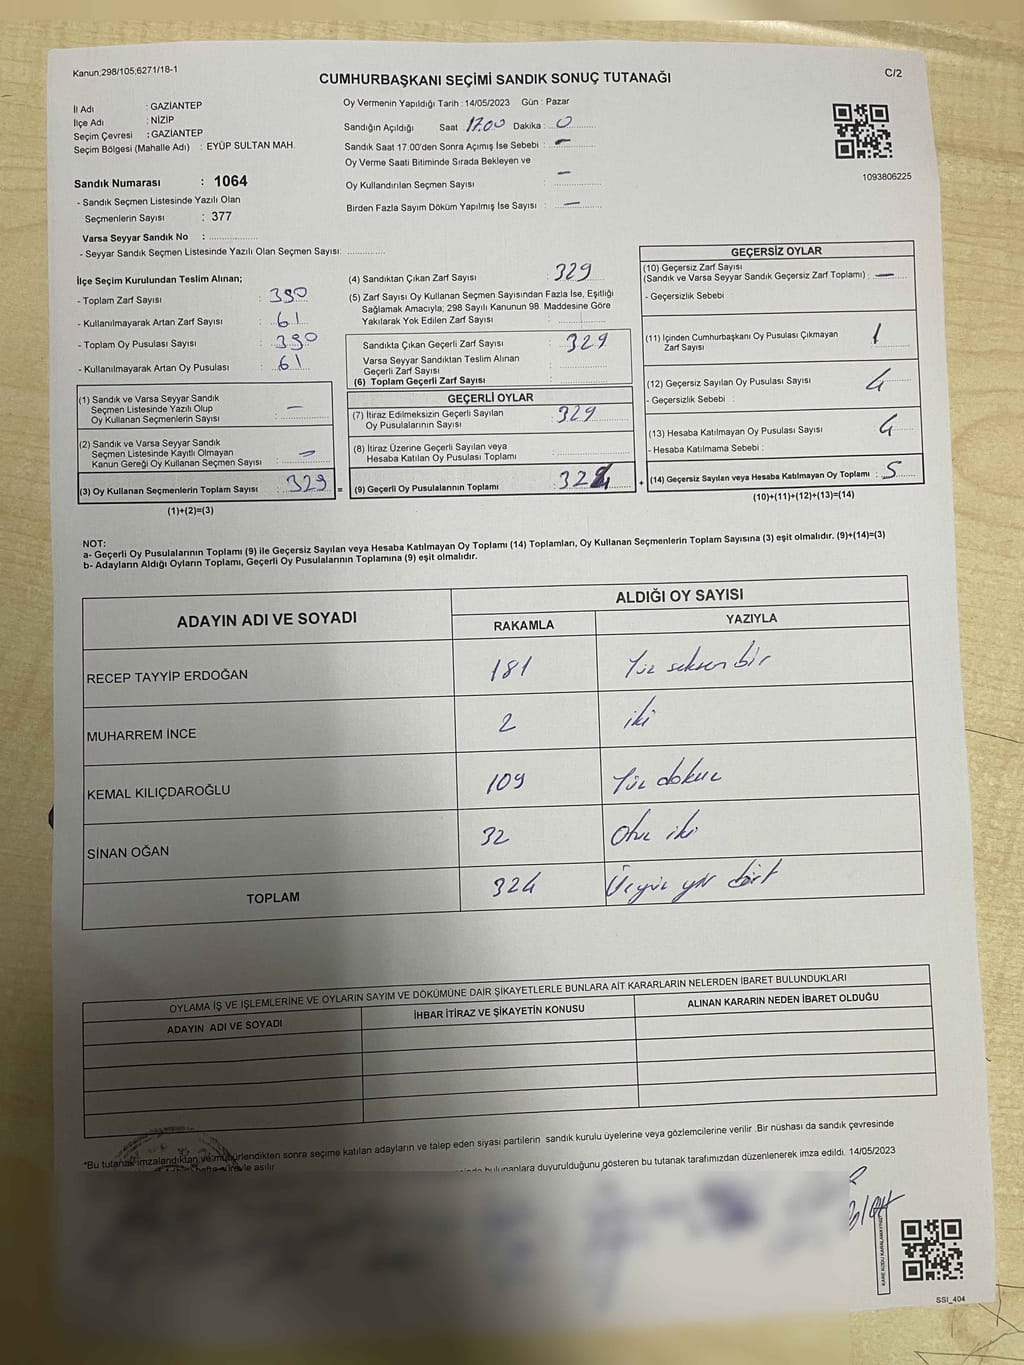 Kanun;298/105;6271/18-1
C/2
CUMHURBAŞKANI SEÇİMİ SANDIK SONUÇ TUTANAĞI
İl Adı : GAZİANTEP
İlçe Adı : NİZİP
Seçim Çevresi : GAZİANTEP
Seçim Bölgesi (Mahalle Adı) : EYÜP SULTAN MAH.
Sandık Numarası : 1064
- Sandık Seçmen Listesinde Yazılı Olan
Seçmenlerin Sayısı : 377
Varsa Seyyar Sandık No :
- Seyyar Sandık Seçmen Listesinde Yazılı Olan Seçmen Sayısı:
Oy Vermenin Yapıldığı Tarih : 14/05/2023 Gün : Pazar
Sandığın Açıldığı Saat : 17.00 Dakika : 0
Sandık Saat 17:00'den Sonra Açımış İse Sebebi : -
Oy Verme Saati Bitiminde Sırada Bekleyen ve
Oy Kullandırılan Seçmen Sayısı : -
Birden Fazla Sayım Döküm Yapılmış İse Sayısı : -
1093806225
İlçe Seçim Kurulundan Teslim Alınan;
- Toplam Zarf Sayısı : 390
- Kullanılmayarak Artan Zarf Sayısı : 61
- Toplam Oy Pusulası Sayısı : 390
- Kullanılmayarak Artan Oy Pusulası : 61
(1) Sandık ve Varsa Seyyar Sandık
Seçmen Listesinde Yazılı Olup
Oy Kullanan Seçmenlerin Sayısı : -
(2) Sandık ve Varsa Seyyar Sandık
Seçmen Listesinde Kayıtlı Olmayan
Kanun Gereği Oy Kullanan Seçmen Sayısı : -
(3) Oy Kullanan Seçmenlerin Toplam Sayısı : 329
(1)+(2)=(3)
(4) Sandıktan Çıkan Zarf Sayısı : 329
(5) Zarf Sayısı Oy Kullanan Seçmen Sayısından Fazla İse, Eşitliği
Sağlamak Amacıyla; 298 Sayılı Kanunun 98. Maddesine Göre
Yakılarak Yok Edilen Zarf Sayısı :
Sandıkta Çıkan Geçerli Zarf Sayısı : 329
Varsa Seyyar Sandıktan Teslim Alınan
Geçerli Zarf Sayısı :
(6) Toplam Geçerli Zarf Sayısı :
=
GEÇERLİ OYLAR
(7) İtiraz Edilmeksizin Geçerli Sayılan
Oy Pusulalarının Sayısı : 329
(8) İtiraz Üzerine Geçerli Sayılan veya
Hesaba Katılan Oy Pusulası Toplamı :
(9) Geçerli Oy Pusulalarının Toplamı : 324
+
GEÇERSİZ OYLAR
(10) Geçersiz Zarf Sayısı
(Sandık ve Varsa Seyyar Sandık Geçersiz Zarf Toplamı) : -
- Geçersizlik Sebebi
(11) İçinden Cumhurbaşkanı Oy Pusulası Çıkmayan
Zarf Sayısı 1
(12) Geçersiz Sayılan Oy Pusulası Sayısı 4
- Geçersizlik Sebebi :
(13) Hesaba Katılmayan Oy Pusulası Sayısı 4
- Hesaba Katılmama Sebebi :
(14) Geçersiz Sayılan veya Hesaba Katılmayan Oy Toplamı : 5
(10)+(11)+(12)+(13)=(14)
NOT:
a- Geçerli Oy Pusulalarının Toplamı (9) ile Geçersiz Sayılan veya Hesaba Katılmayan Oy Toplamı (14) Toplamları, Oy Kullanan Seçmenlerin Toplam Sayısına (3) eşit olmalıdır. (9)+(14)=(3)
b- Adayların Aldığı Oyların Toplamı, Geçerli Oy Pusulalarının Toplamına (9) eşit olmalıdır.
ADAYIN ADI VE SOYADI
ALDIĞI OY SAYISI
RAKAMLA YAZIYLA
RECEP TAYYİP ERDOĞAN 181 Yüz seksen bir
MUHARREM İNCE 2 iki
KEMAL KILIÇDAROĞLU 109 Yüz dokuz
SİNAN OĞAN 32 Otuz iki
TOPLAM 324 Üçyüz yir dört
OYLAMA İŞ VE İŞLEMLERİNE VE OYLARIN SAYIM VE DÖKÜMÜNE DAİR ŞİKAYETLERLE BUNLARA AİT KARARLARIN NELERDEN İBARET BULUNDUKLARI
ADAYIN ADI VE SOYADI İHBAR İTİRAZ VE ŞİKAYETİN KONUSU ALINAN KARARIN NEDEN İBARET OLDUĞU
*Bu tutanak imzalandıktan ve mühürlendikten sonra seçime katılan adayların ve talep eden siyasi partilerin sandık kurulu üyelerine veya gözlemcilerine verilir .Bir nüshası da sandık çevresinde
bulunanlara duyurulduğunu gösteren bu tutanak tarafımızdan düzenlenerek imza edildi. 14/05/2023
KARE KODU KARALAMAYINIZ
SSI_404